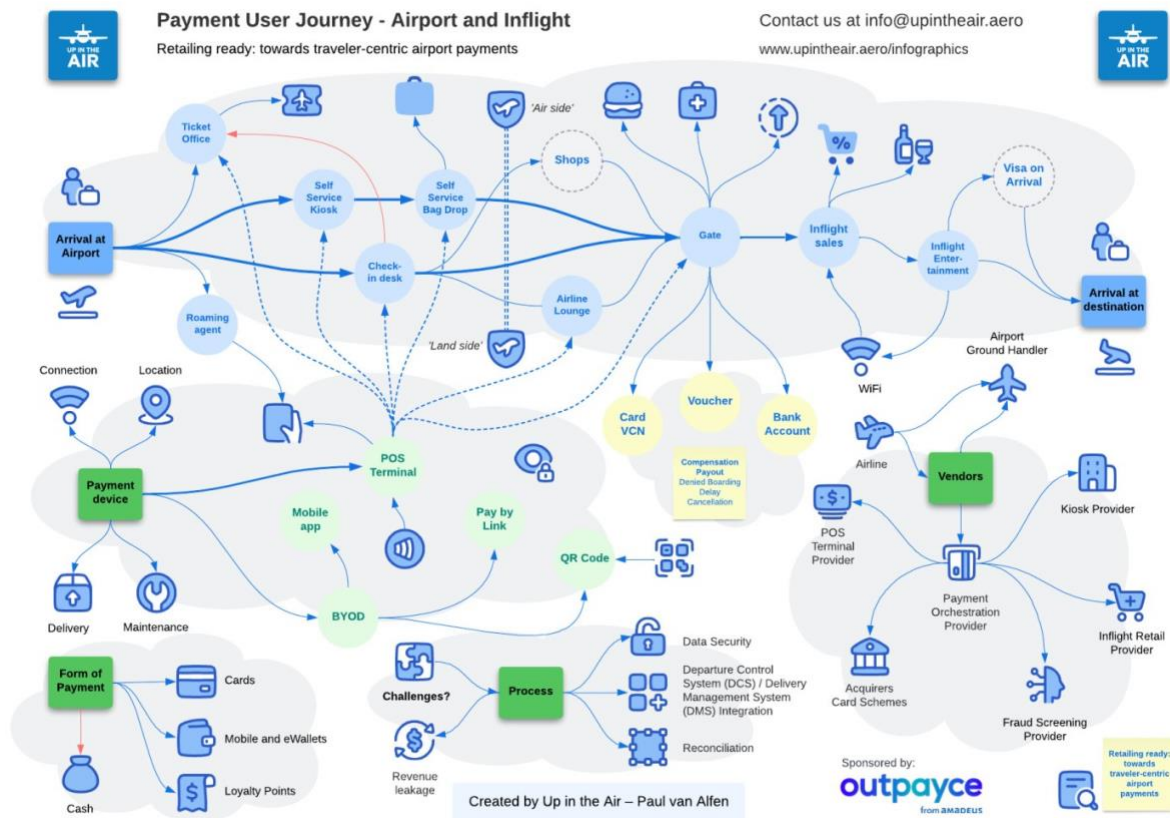 UP IN THE
AIR
Payment User Journey - Airport and Inflight
Retailing ready: towards traveler-centric airport payments
Contact us at info@upintheair.aero
www.upintheair.aero/infographics
UP IN THE
AIR
Ticket
Office
'Air side'
Shops
%
Visa on
Arrival
Self
Service
Kiosk
Self
Service
Bag Drop
Arrival at
Airport
Gate
Inflight
sales
Inflight
Enter-
tainment
Check-
in desk
Roaming
agent
Airline
Lounge
Arrival at
destination
'Land side'
WiFi
Airport
Ground Handler
Connection
Location
Card
VCN
Voucher
Bank
Account
Airline
POS
Terminal
Payment
device
Compensation
Payout
Denied Boarding
Delay
Cancellation
Vendors
Kiosk Provider
Mobile
app
Pay by
Link
$
POS
Terminal
Provider
QR Code
BYOD
Payment
Orchestration
Provider
Delivery
Maintenance
Inflight Retail
Provider
Form of
Payment
Cards
Mobile and eWallets
$
Loyalty Points
Cash
Challenges?
Process
Data Security
Departure Control
System (DCS) / Delivery
Management System
(DMS) Integration
$
Revenue
leakage
Reconciliation
Acquirers
Card Schemes
Fraud Screening
Provider
Created by Up in the Air – Paul van Alfen
Sponsored by:
outpayce
from amadeus
Retailing ready:
towards
traveler-centric
airport
payments